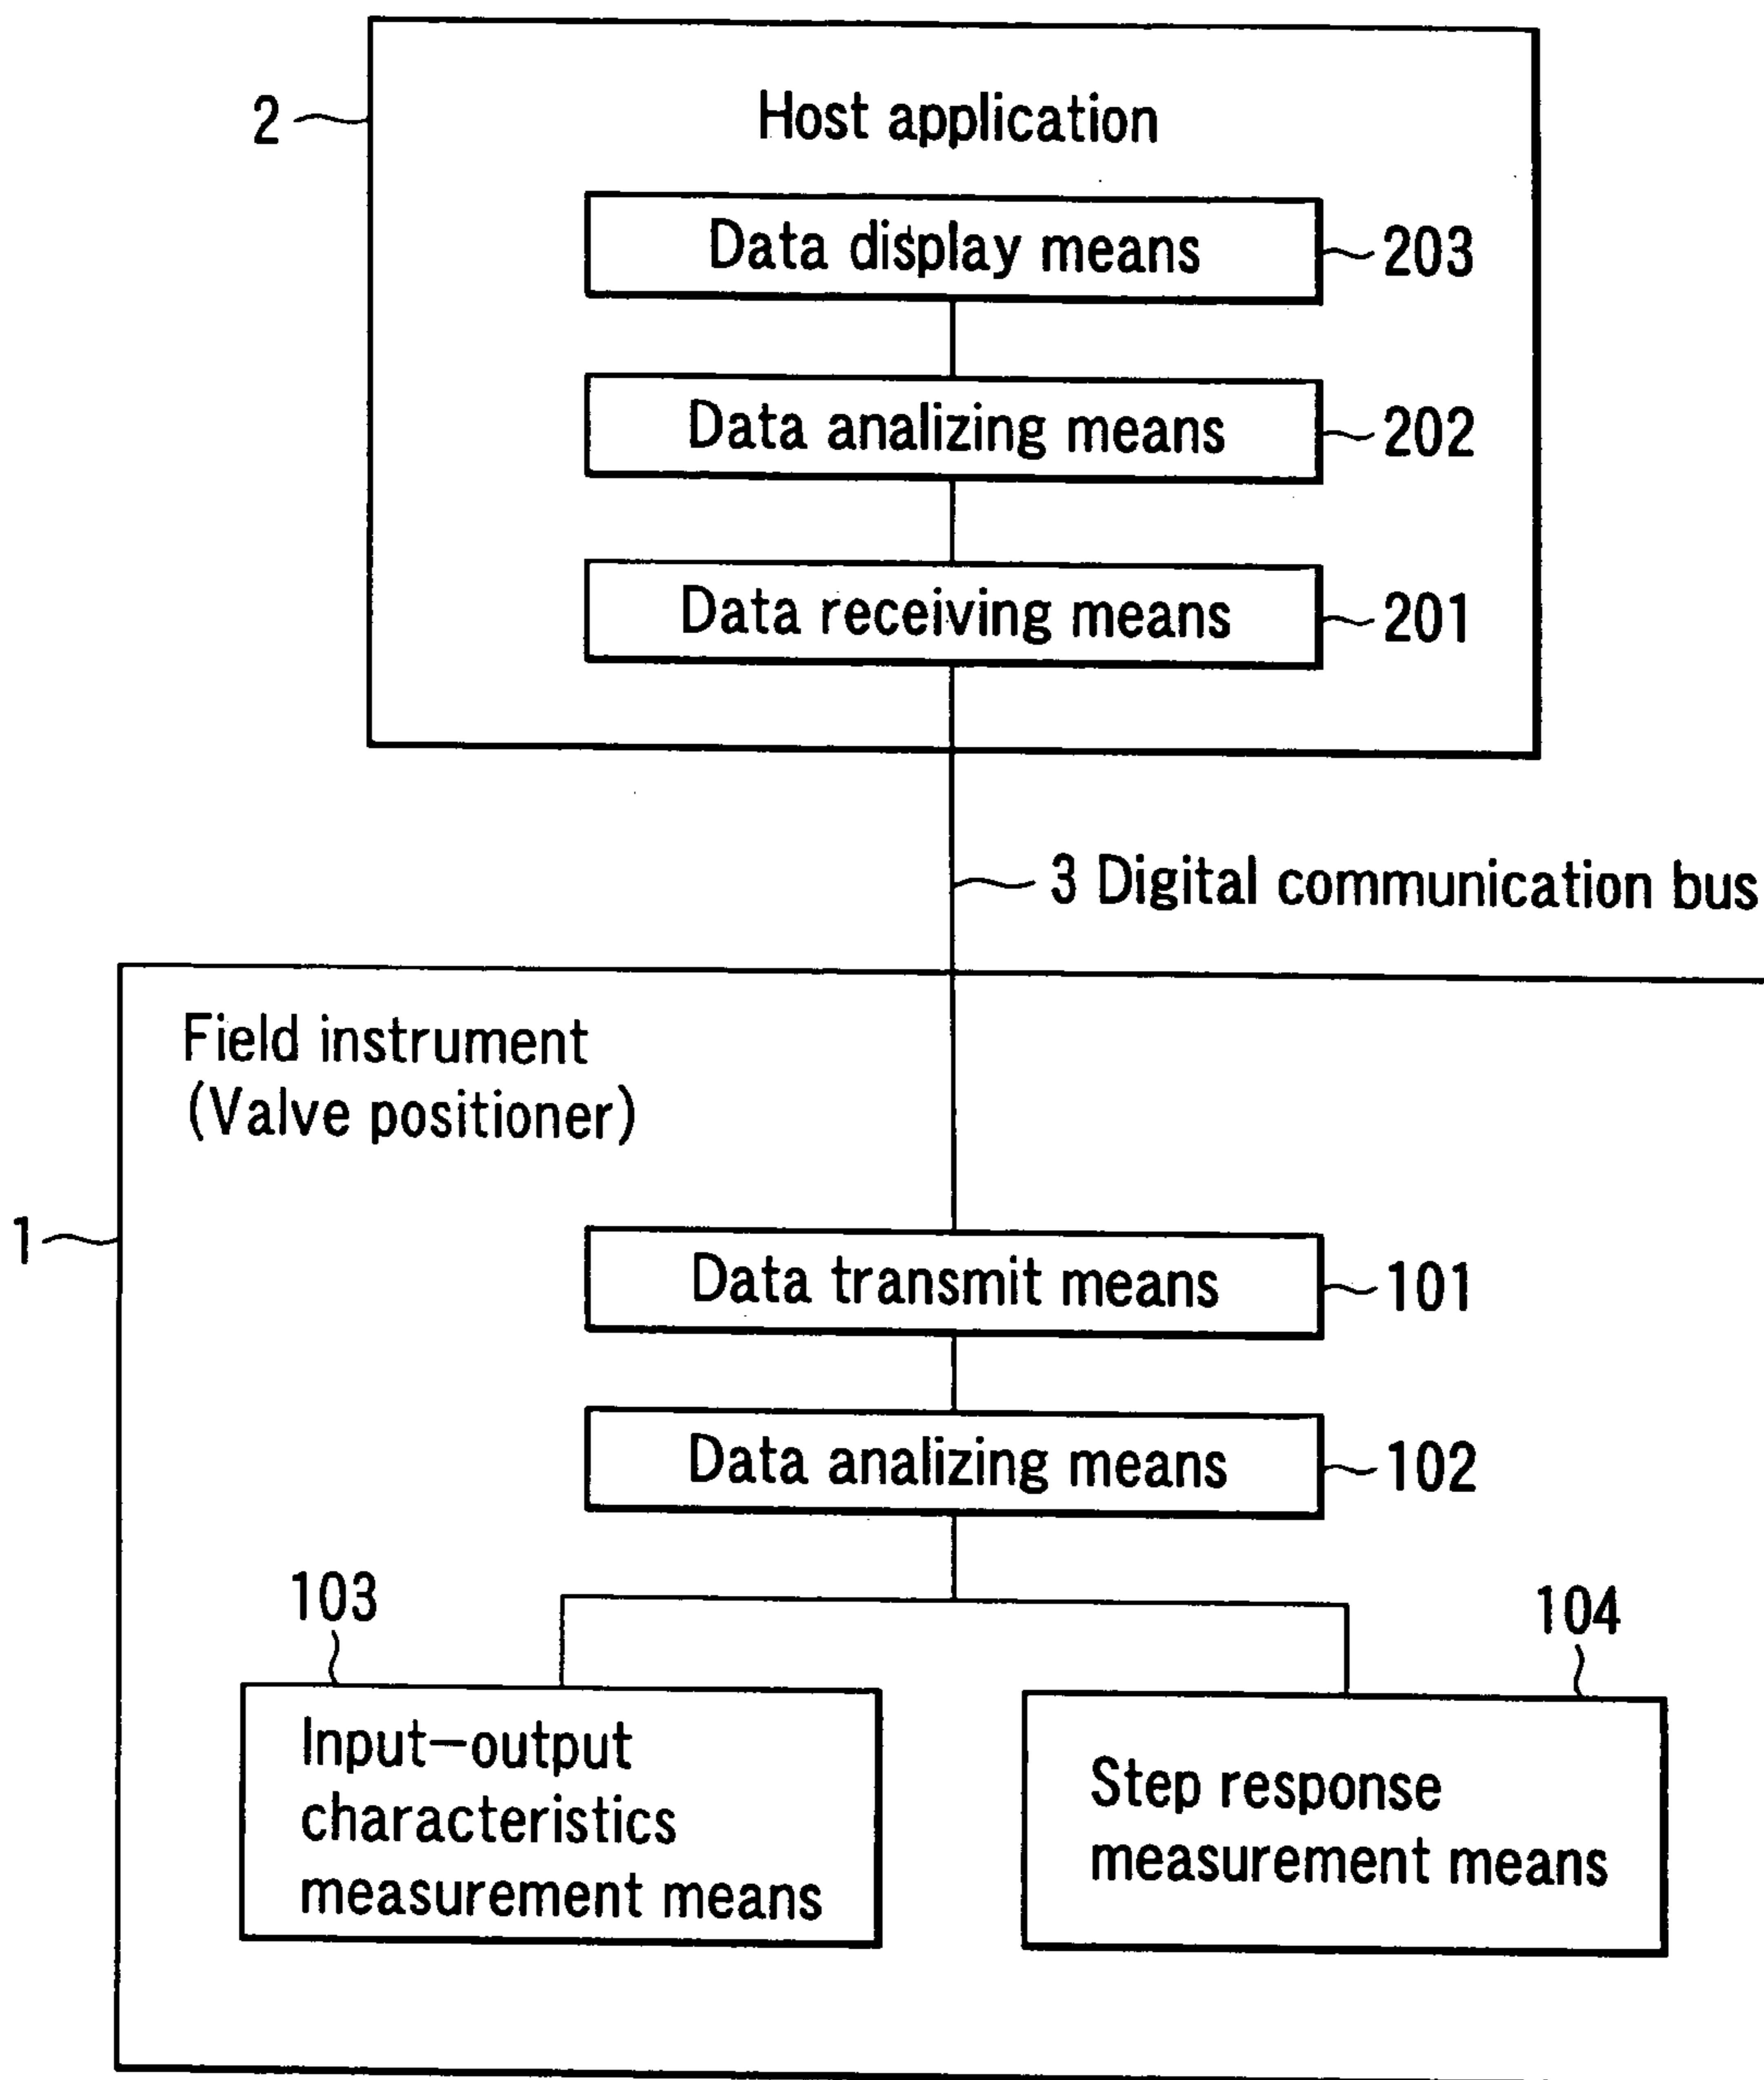 2
Host application
Data display means
203
Data analizing means
202
Data receiving means
201
3 Digital communication bus
Field instrument
(Valve positioner)
1
Data transmit means
101
Data analizing means
102
103
104
Input-output
characteristics
measurement means
Step response
measurement means